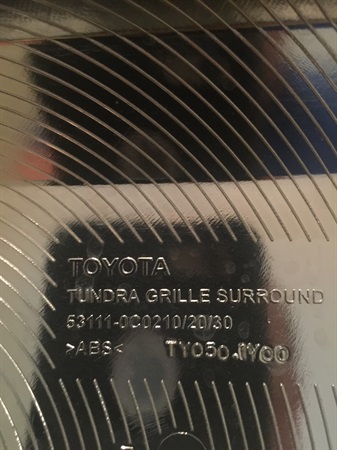 TOYOTA
TUNDRA GRILLE SURROUND
53111-0C0210/20/30
>ABS<